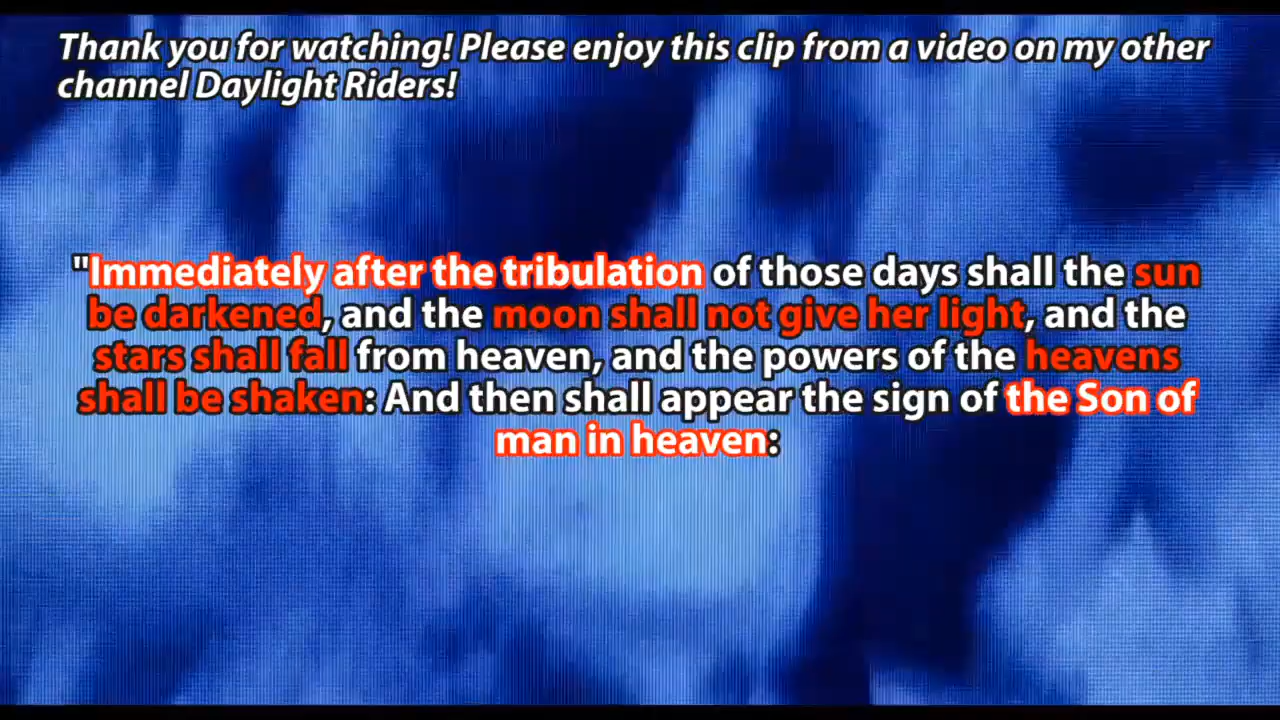 Thank you for watching! Please enjoy this clip from a video on my other
channel Daylight Riders!
"Immediately after the tribulation of those days shall the sun
be darkened, and the moon shall not give her light, and the
stars shall fall from heaven, and the powers of the heavens
shall be shaken: And then shall appear the sign of the Son of
man in heaven: